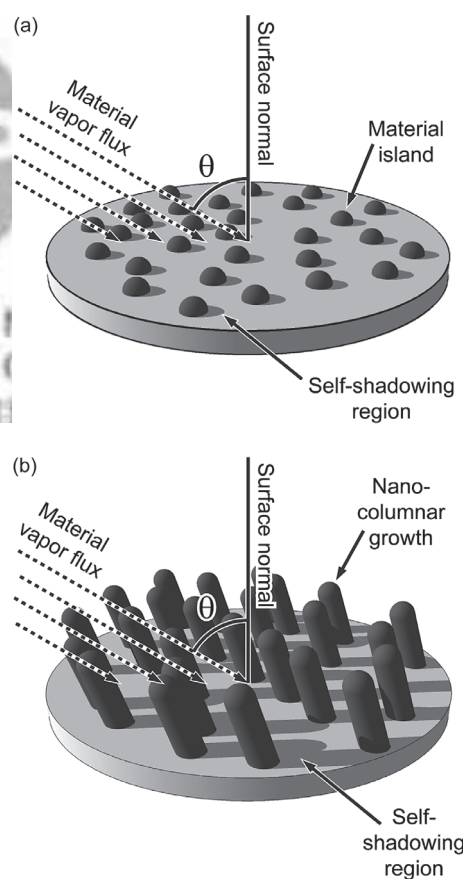 (a)
Surface normal
Material
vapor flux
θ
Material
island
Self-shadowing
region
(b)
Surface normal
Nano-
columnar
growth
Material
vapor flux
θ
Self-
shadowing
region